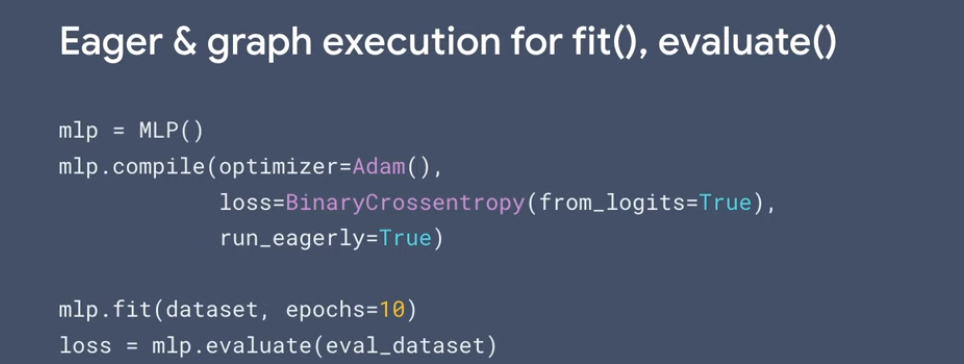 Eager & graph execution for fit(), evaluate()
mlp = MLP()
mlp.compile(optimizer=Adam(),
loss=BinaryCrossentropy(from_logits=True),
run_eagerly=True)
mlp.fit(dataset, epochs=10)
loss = mlp.evaluate(eval_dataset)